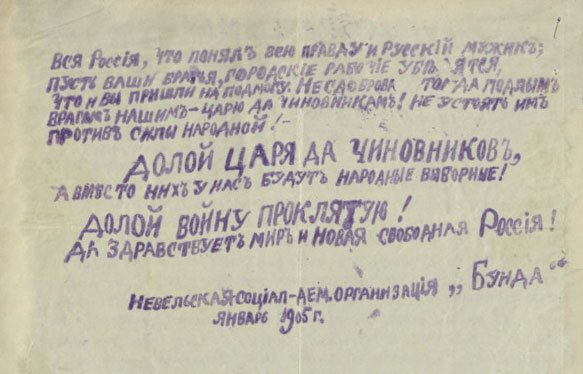 Вся Россія, что понялъ всю правду и русскій мужикъ;
пусть ваши братья, городскіе рабочіе убѣдятся,
что и вы пришли на подмогу. Несдоброва тогда подлымъ
врагамъ нашимъ – царю да чиновникамъ! Не устоять имъ
противъ силы народной! –
Долой царя да чиновниковъ,
а вмѣсто нихъ у насъ будутъ народные выборные!
Долой войну проклятую!
Да здравствуетъ миръ и новая свободная Россія!
Невельская соціал-дем. организація „Бунда“
январь 1905 г.